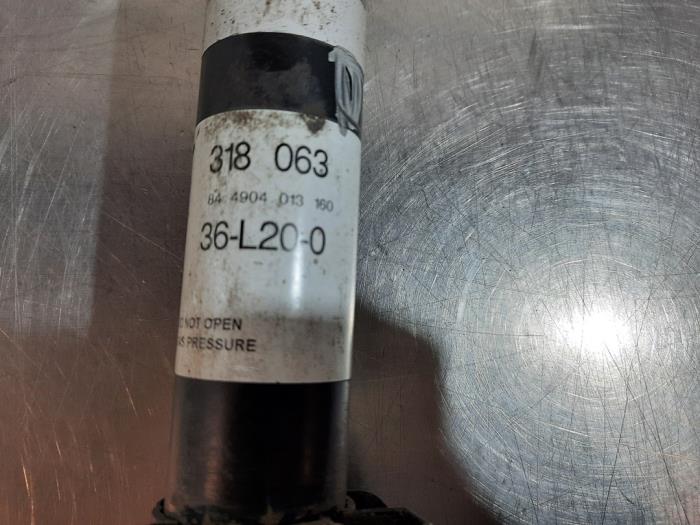 318 063
84 4904 013 160
36-L20-0
NOT OPEN
PRESSURE